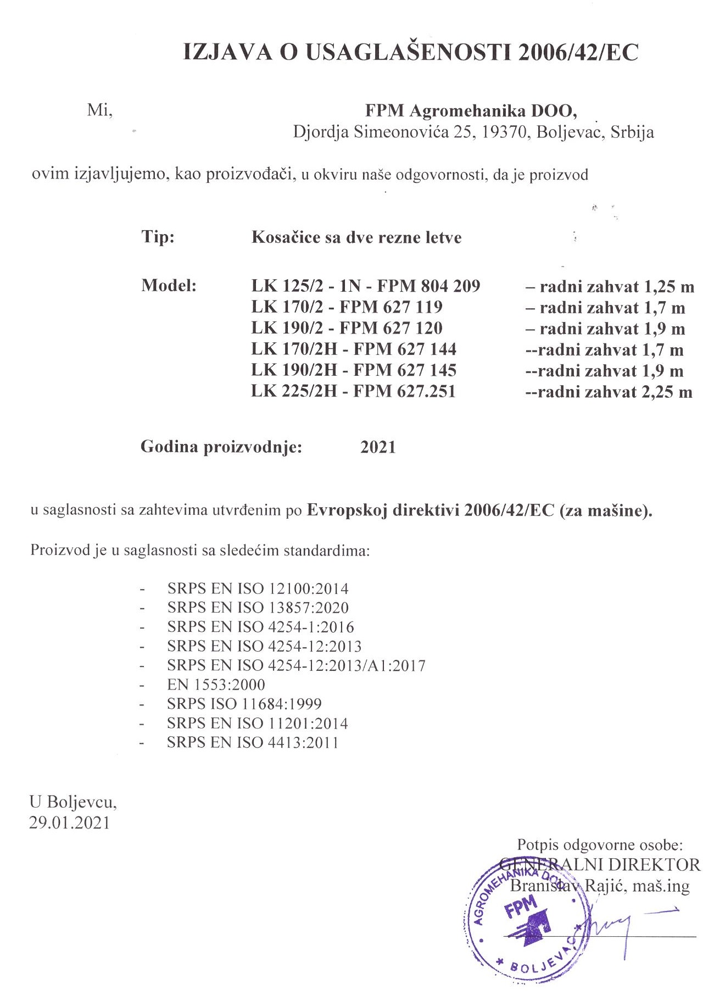 IZJAVA O USAGLAŠENOSTI 2006/42/EC
Mi, FPM Agromehanika DOO,
Djordja Simeonovića 25, 19370, Boljevac, Srbija
ovim izjavljujemo, kao proizvođači, u okviru naše odgovornosti, da je proizvod
Tip: Kosačice sa dve rezne letve
Model: LK 125/2 - 1N - FPM 804 209 – radni zahvat 1,25 m
LK 170/2 - FPM 627 119 – radni zahvat 1,7 m
LK 190/2 - FPM 627 120 – radni zahvat 1,9 m
LK 170/2H - FPM 627 144 --radni zahvat 1,7 m
LK 190/2H - FPM 627 145 --radni zahvat 1,9 m
LK 225/2H - FPM 627.251 --radni zahvat 2,25 m
Godina proizvodnje: 2021
u saglasnosti sa zahtevima utvrđenim po Evropskoj direktivi 2006/42/EC (za mašine).
Proizvod je u saglasnosti sa sledećim standardima:
- SRPS EN ISO 12100:2014
- SRPS EN ISO 13857:2020
- SRPS EN ISO 4254-1:2016
- SRPS EN ISO 4254-12:2013
- SRPS EN ISO 4254-12:2013/A1:2017
- EN 1553:2000
- SRPS ISO 11684:1999
- SRPS EN ISO 11201:2014
- SRPS EN ISO 4413:2011
U Boljevcu,
29.01.2021
Potpis odgovorne osobe:
GENERALNI DIREKTOR
Branislav Rajić, maš.ing
AGROMEHANIKA DOO
FPM
BOLJEVAC